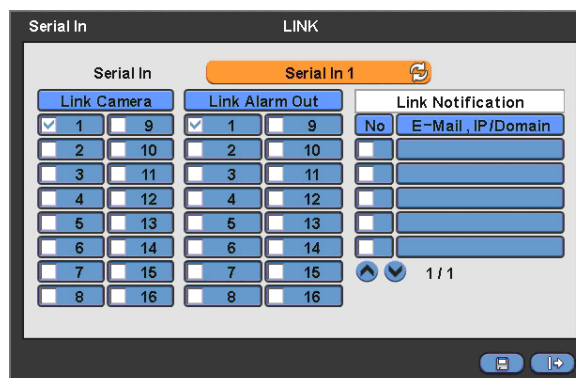 Serial In LINK
Serial In Serial In 1
Link Camera Link Alarm Out Link Notification
1 9 1 9 No E-Mail , IP/Domain
2 10 2 10
3 11 3 11
4 12 4 12
5 13 5 13
6 14 6 14
7 15 7 15 1 / 1
8 16 8 16